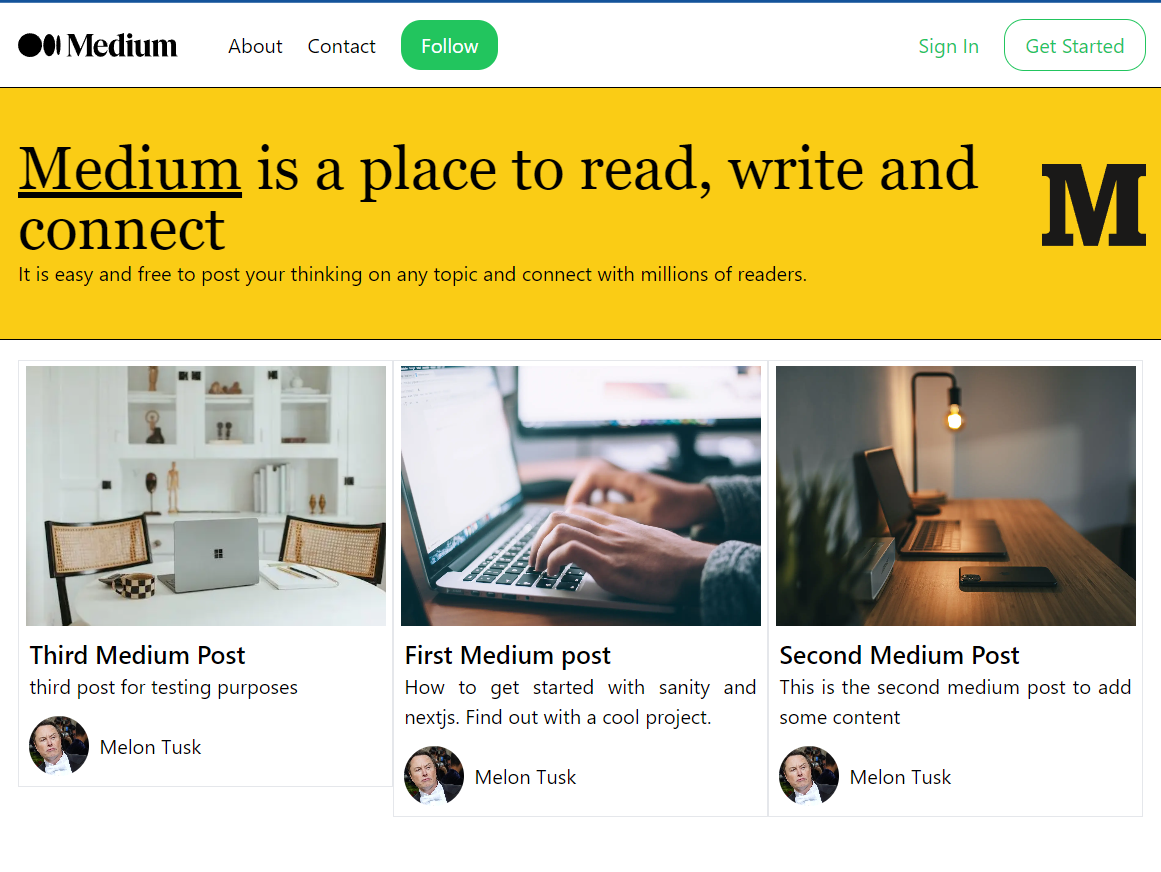 Medium About Contact Follow Sign In Get Started
Medium is a place to read, write and
connect
M
It is easy and free to post your thinking on any topic and connect with millions of readers.
Third Medium Post
third post for testing purposes
Melon Tusk
First Medium post
How to get started with sanity and
nextjs. Find out with a cool project.
Melon Tusk
Second Medium Post
This is the second medium post to add
some content
Melon Tusk